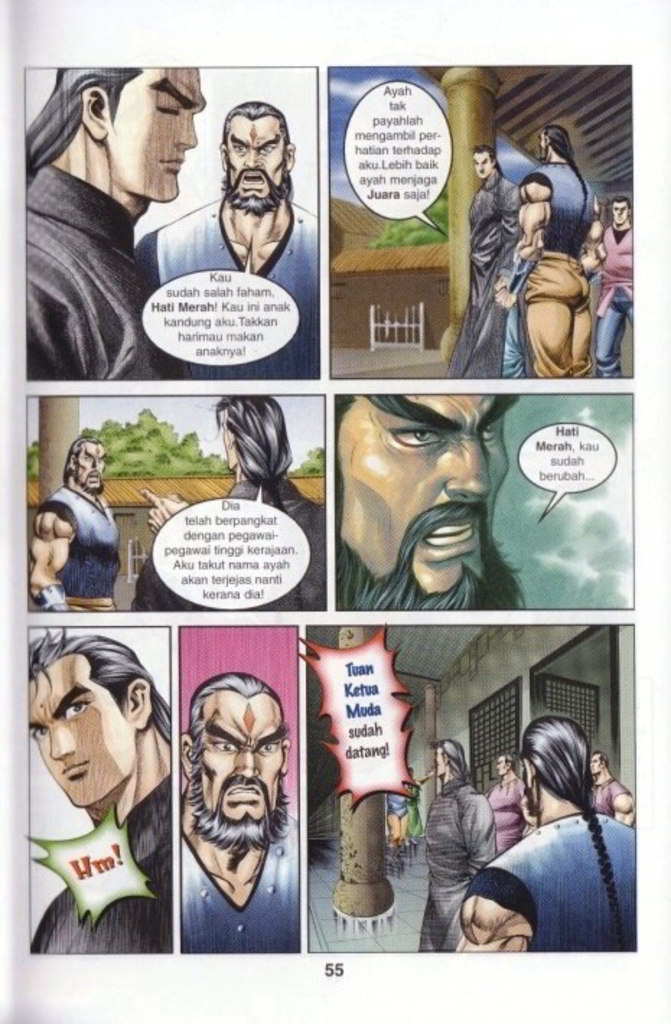 Kau
sudah salah faham,
Hati Merah! Kau ini anak
kandung aku.Takkan
harimau makan
anaknya!
Ayah
tak
payahlah
mengambil per-
hatian terhadap
aku.Lebih baik
ayah menjaga
Juara saja!
Dia
telah berpangkat
dengan pegawai-
pegawai tinggi kerajaan.
Aku takut nama ayah
akan terjejas nanti
kerana dia!
Hati
Merah, kau
sudah
berubah...
Hm!
Tuan
Ketua
Muda
sudah
datang!
55